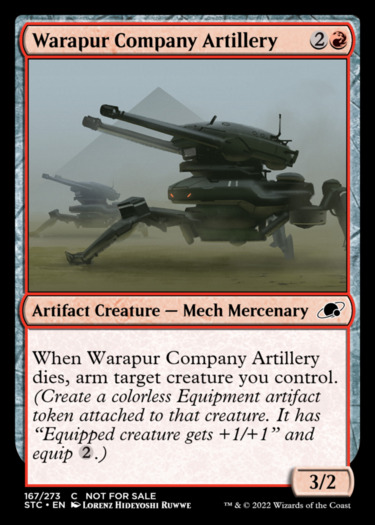 Warapur Company Artillery 2
Artifact Creature — Mech Mercenary
When Warapur Company Artillery
dies, arm target creature you control.
(Create a colorless Equipment artifact
token attached to that creature. It has
“Equipped creature gets +1/+1” and
equip 2.)
3/2
167/273 C NOT FOR SALE
STC • EN Lorenz Hideyoshi Ruwwe
™ & © 2022 Wizards of the Coast